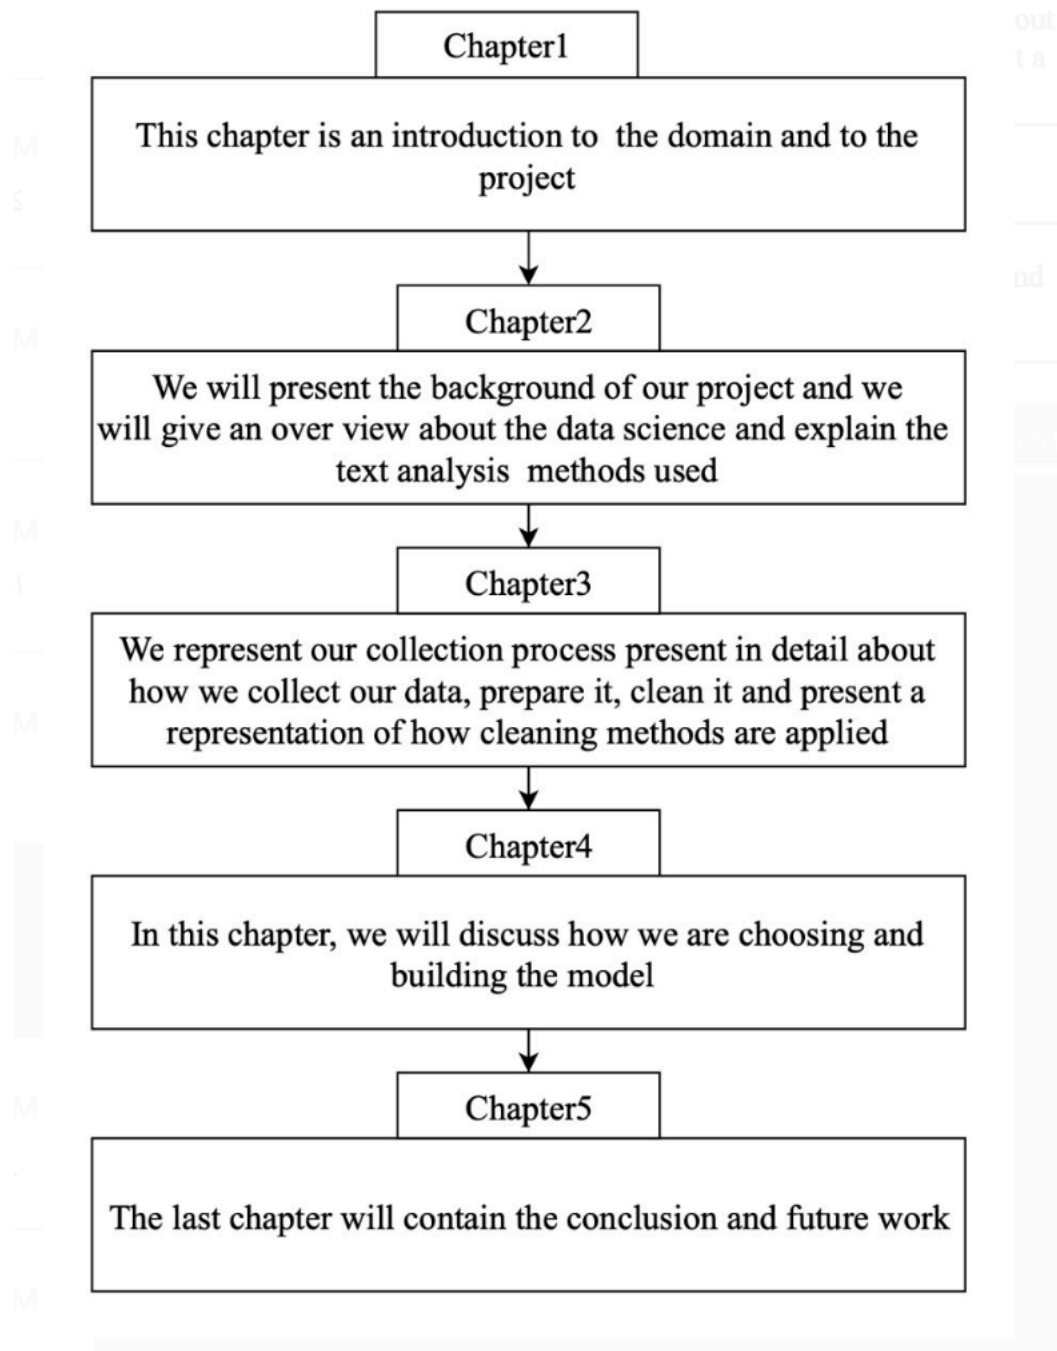 Chapter1
This chapter is an introduction to  the domain and to the
project
Chapter2
We will present the background of our project and we
will give an over view about the data science and explain the
text analysis  methods used
Chapter3
We represent our collection process present in detail about
how we collect our data, prepare it, clean it and present a
representation of how cleaning methods are applied
Chapter4
In this chapter, we will discuss how we are choosing and
building the model
Chapter5
The last chapter will contain the conclusion and future work